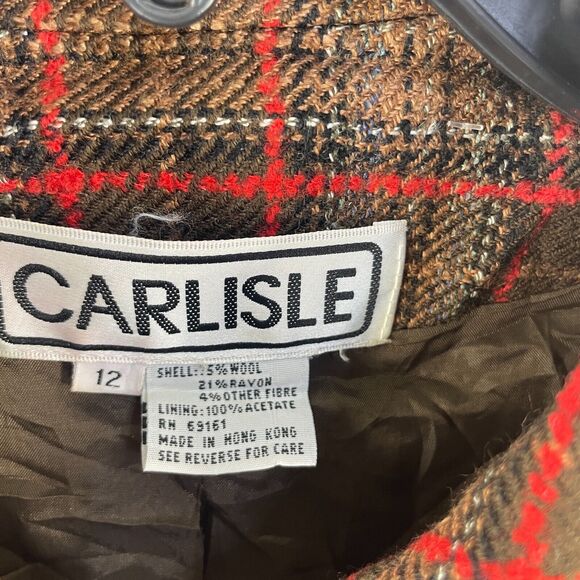 CARLISLE
12
SHELL: 5% WOOL
21% RAYON
4% OTHER FIBRE
LINING: 100% ACETATE
RN 69161
MADE IN HONG KONG
SEE REVERSE FOR CARE